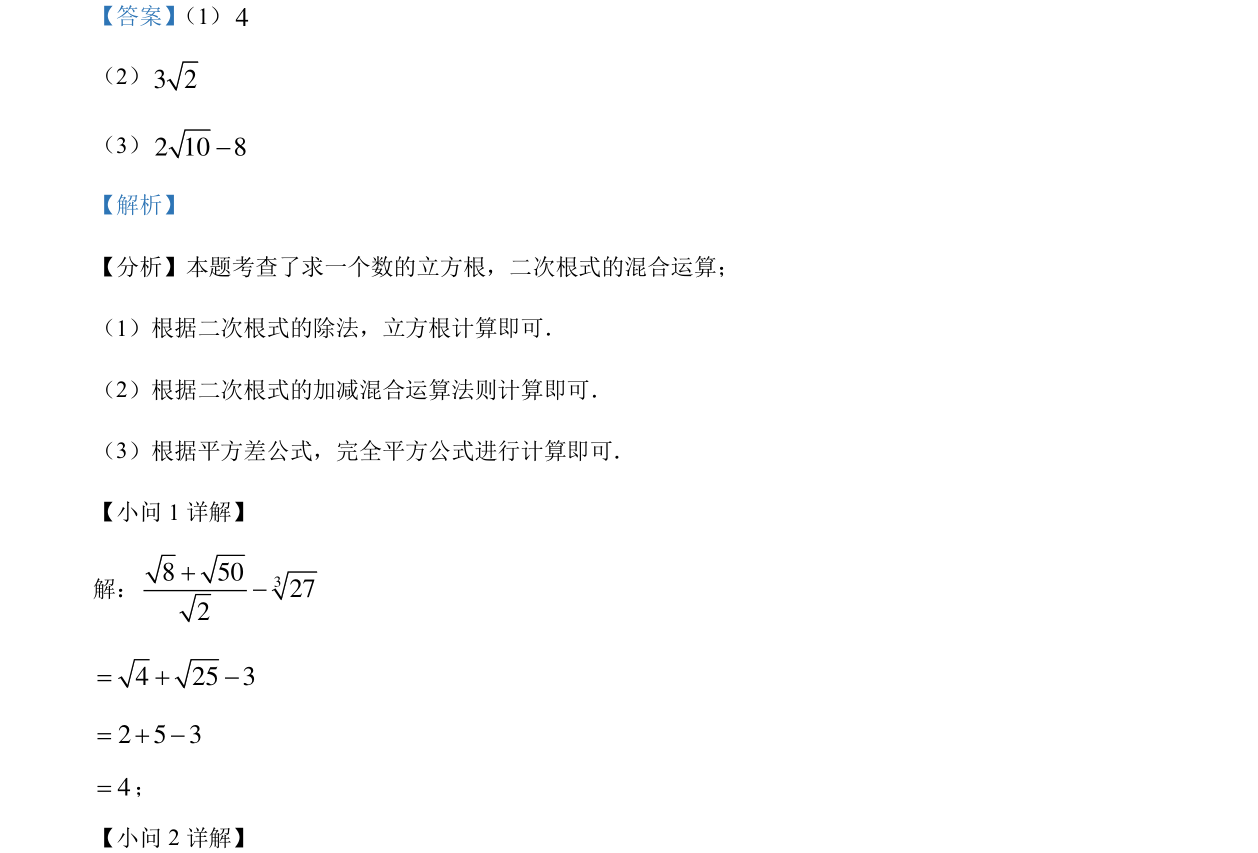 【答案】（1）4
（2）3√2
（3）2√10－8
【解析】
【分析】本题考查了求一个数的立方根，二次根式的混合运算；
（1）根据二次根式的除法，立方根计算即可．
（2）根据二次根式的加减混合运算法则计算即可．
（3）根据平方差公式，完全平方公式进行计算即可．
【小问 1 详解】
解：(√8+√50)/√2－∛27
=√4+√25－3
=2+5－3
=4；
【小问 2 详解】